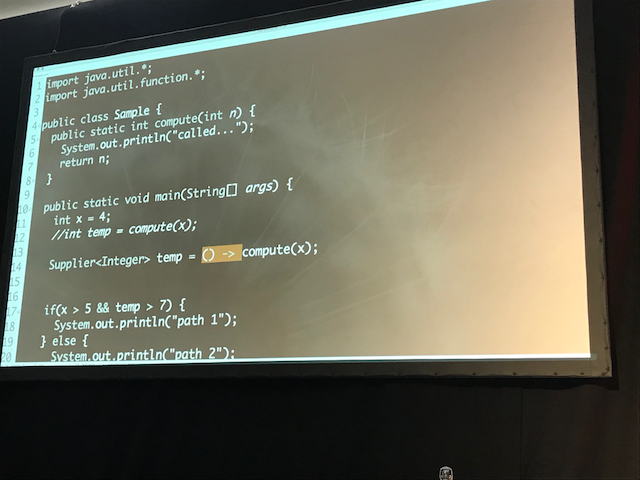 1 import java.util.*;
2 import java.util.function.*;
3
4 public class Sample {
5 public static int compute(int n) {
6 System.out.println("called...");
7 return n;
8 }
9
10 public static void main(String[] args) {
11 int x = 4;
12 //int temp = compute(x);
13
14 Supplier<Integer> temp = () -> compute(x);
15
16
17 if(x > 5 && temp > 7) {
18 System.out.println("path 1");
19 } else {
20 System.out.println("path 2");